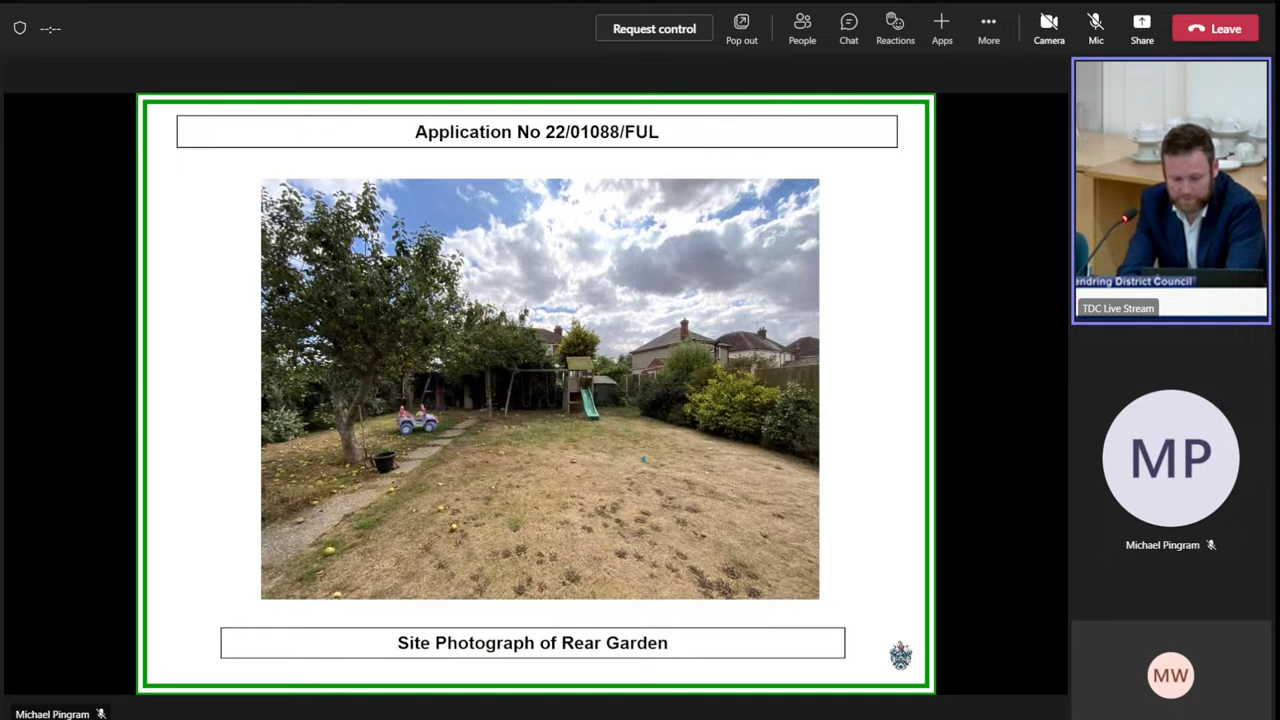 --:--
Request control
Pop out
People
Chat
Reactions
Apps
More
Camera
Mic
Share
Leave
Application No 22/01088/FUL
endring District Council
TDC Live Stream
MP
Michael Pingram
Site Photograph of Rear Garden
MW
Michael Pingram